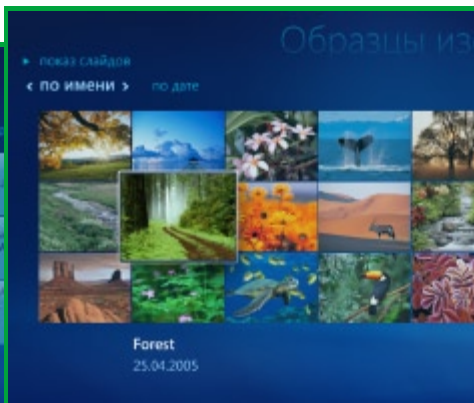 Образцы из
► показ слайдов
< по имени > по дате
Forest
25.04.2005